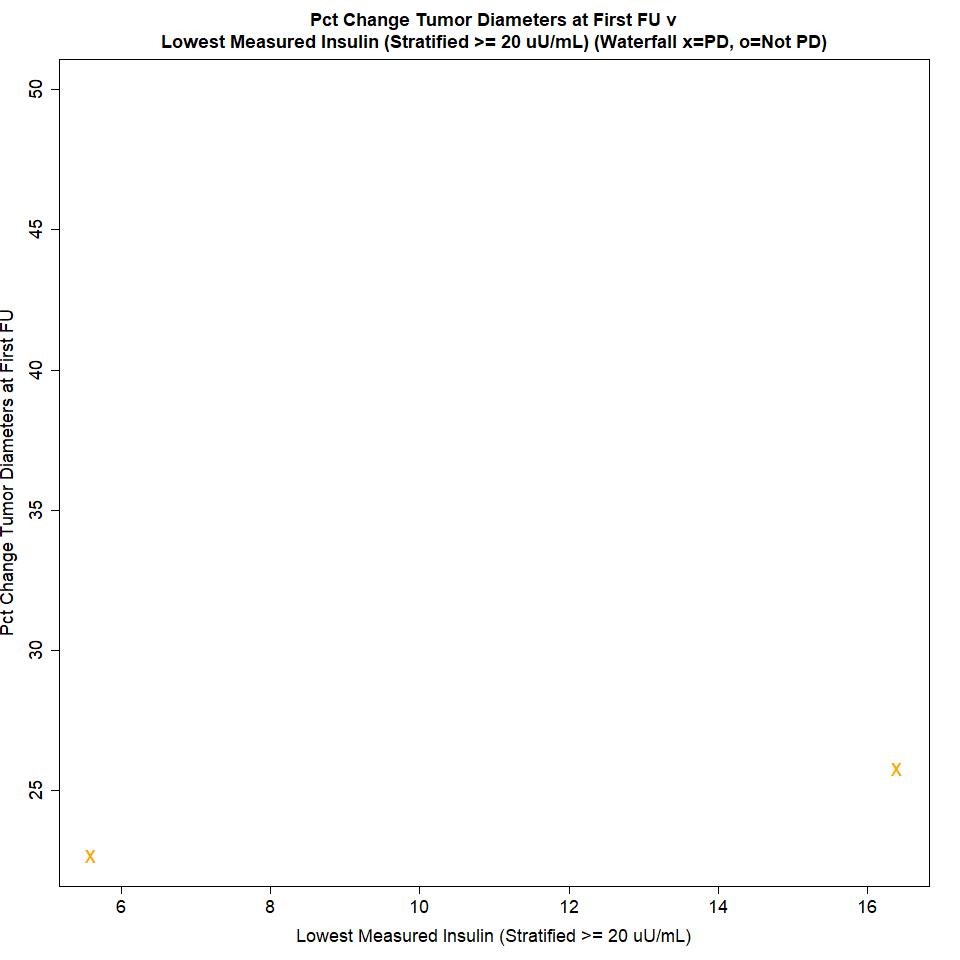 Pct Change Tumor Diameters at First FU v
Lowest Measured Insulin (Stratified >= 20 uU/mL) (Waterfall x=PD, o=Not PD)
Pct Change Tumor Diameters at First FU
50
45
40
35
30
25
X
X
6
8
10
12
14
16
Lowest Measured Insulin (Stratified >= 20 uU/mL)